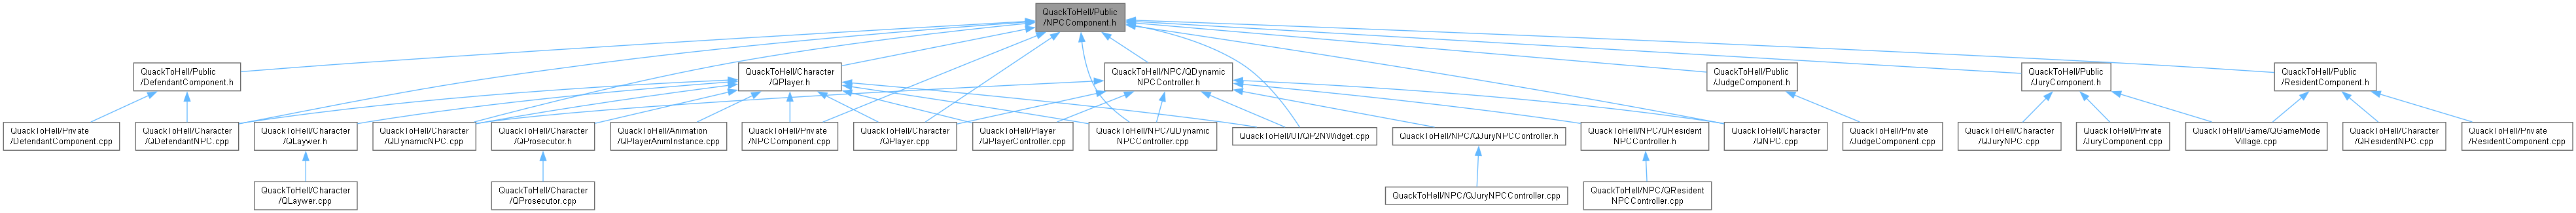 QuackToHell/Public
/NPCComponent.h
QuackToHell/Public
/DefendantComponent.h
QuackToHell/Character
/QPlayer.h
QuackToHell/NPC/QDynamic
NPCController.h
QuackToHell/Public
/JudgeComponent.h
QuackToHell/Public
/JuryComponent.h
QuackToHell/Public
/ResidentComponent.h
QuackToHell/Private
/DefendantComponent.cpp
QuackToHell/Character
/QDefendantNPC.cpp
QuackToHell/Character
/QLaywer.h
QuackToHell/Character
/QDynamicNPC.cpp
QuackToHell/Character
/QProsecutor.h
QuackToHell/Animation
/QPlayerAnimInstance.cpp
QuackToHell/Private
/NPCComponent.cpp
QuackToHell/Character
/QPlayer.cpp
QuackToHell/Player
/QPlayerController.cpp
QuackToHell/NPC/QDynamic
NPCController.cpp
QuackToHell/UI/QP2NWidget.cpp
QuackToHell/NPC/QJuryNPCController.h
QuackToHell/NPC/QResident
NPCController.h
QuackToHell/Character
/QNPC.cpp
QuackToHell/Private
/JudgeComponent.cpp
QuackToHell/Character
/QJuryNPC.cpp
QuackToHell/Private
/JuryComponent.cpp
QuackToHell/Game/QGameMode
Village.cpp
QuackToHell/Character
/QResidentNPC.cpp
QuackToHell/Private
/ResidentComponent.cpp
QuackToHell/Character
/QLaywer.cpp
QuackToHell/Character
/QProsecutor.cpp
QuackToHell/NPC/QJuryNPCController.cpp
QuackToHell/NPC/QResident
NPCController.cpp